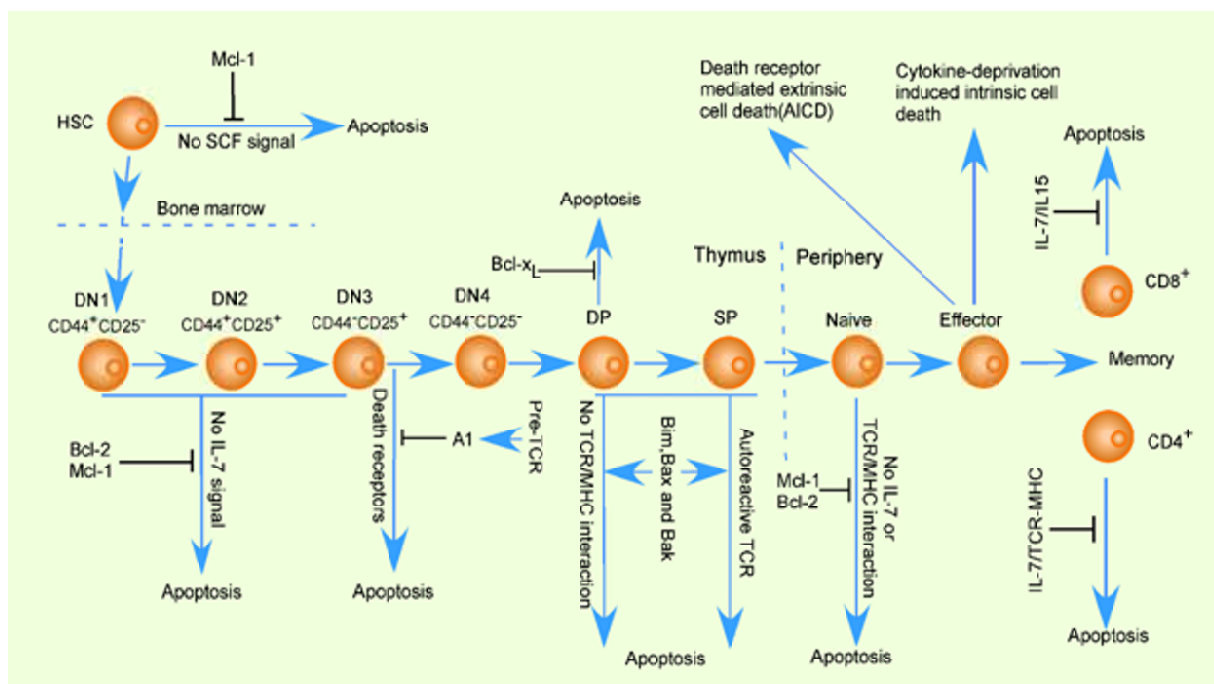 Mcl-1
HSC
No SCF signal
Apoptosis
Bone marrow
Death receptor
mediated extrinsic
cell death(AICD)
Cytokine-deprivation
induced intrinsic cell
death
Apoptosis
IL-7/IL15
CD8⁺
Apoptosis
Bcl-x_L
Thymus
Periphery
DN1
CD44⁺CD25⁻
DN2
CD44⁺CD25⁺
DN3
CD44⁻CD25⁺
DN4
CD44⁻CD25⁻
DP
SP
Naive
Effector
Memory
CD4⁺
Bcl-2
Mcl-1
No IL-7 signal
Apoptosis
Death receptors
A1
Pre-TCR
Apoptosis
No TCR/MHC interaction
Bim,Bax and Bak
Autoreactive TCR
Apoptosis
Mcl-1
Bcl-2
No IL-7 or
TCR/MHC interaction
Apoptosis
IL-7/TCR-MHC
Apoptosis